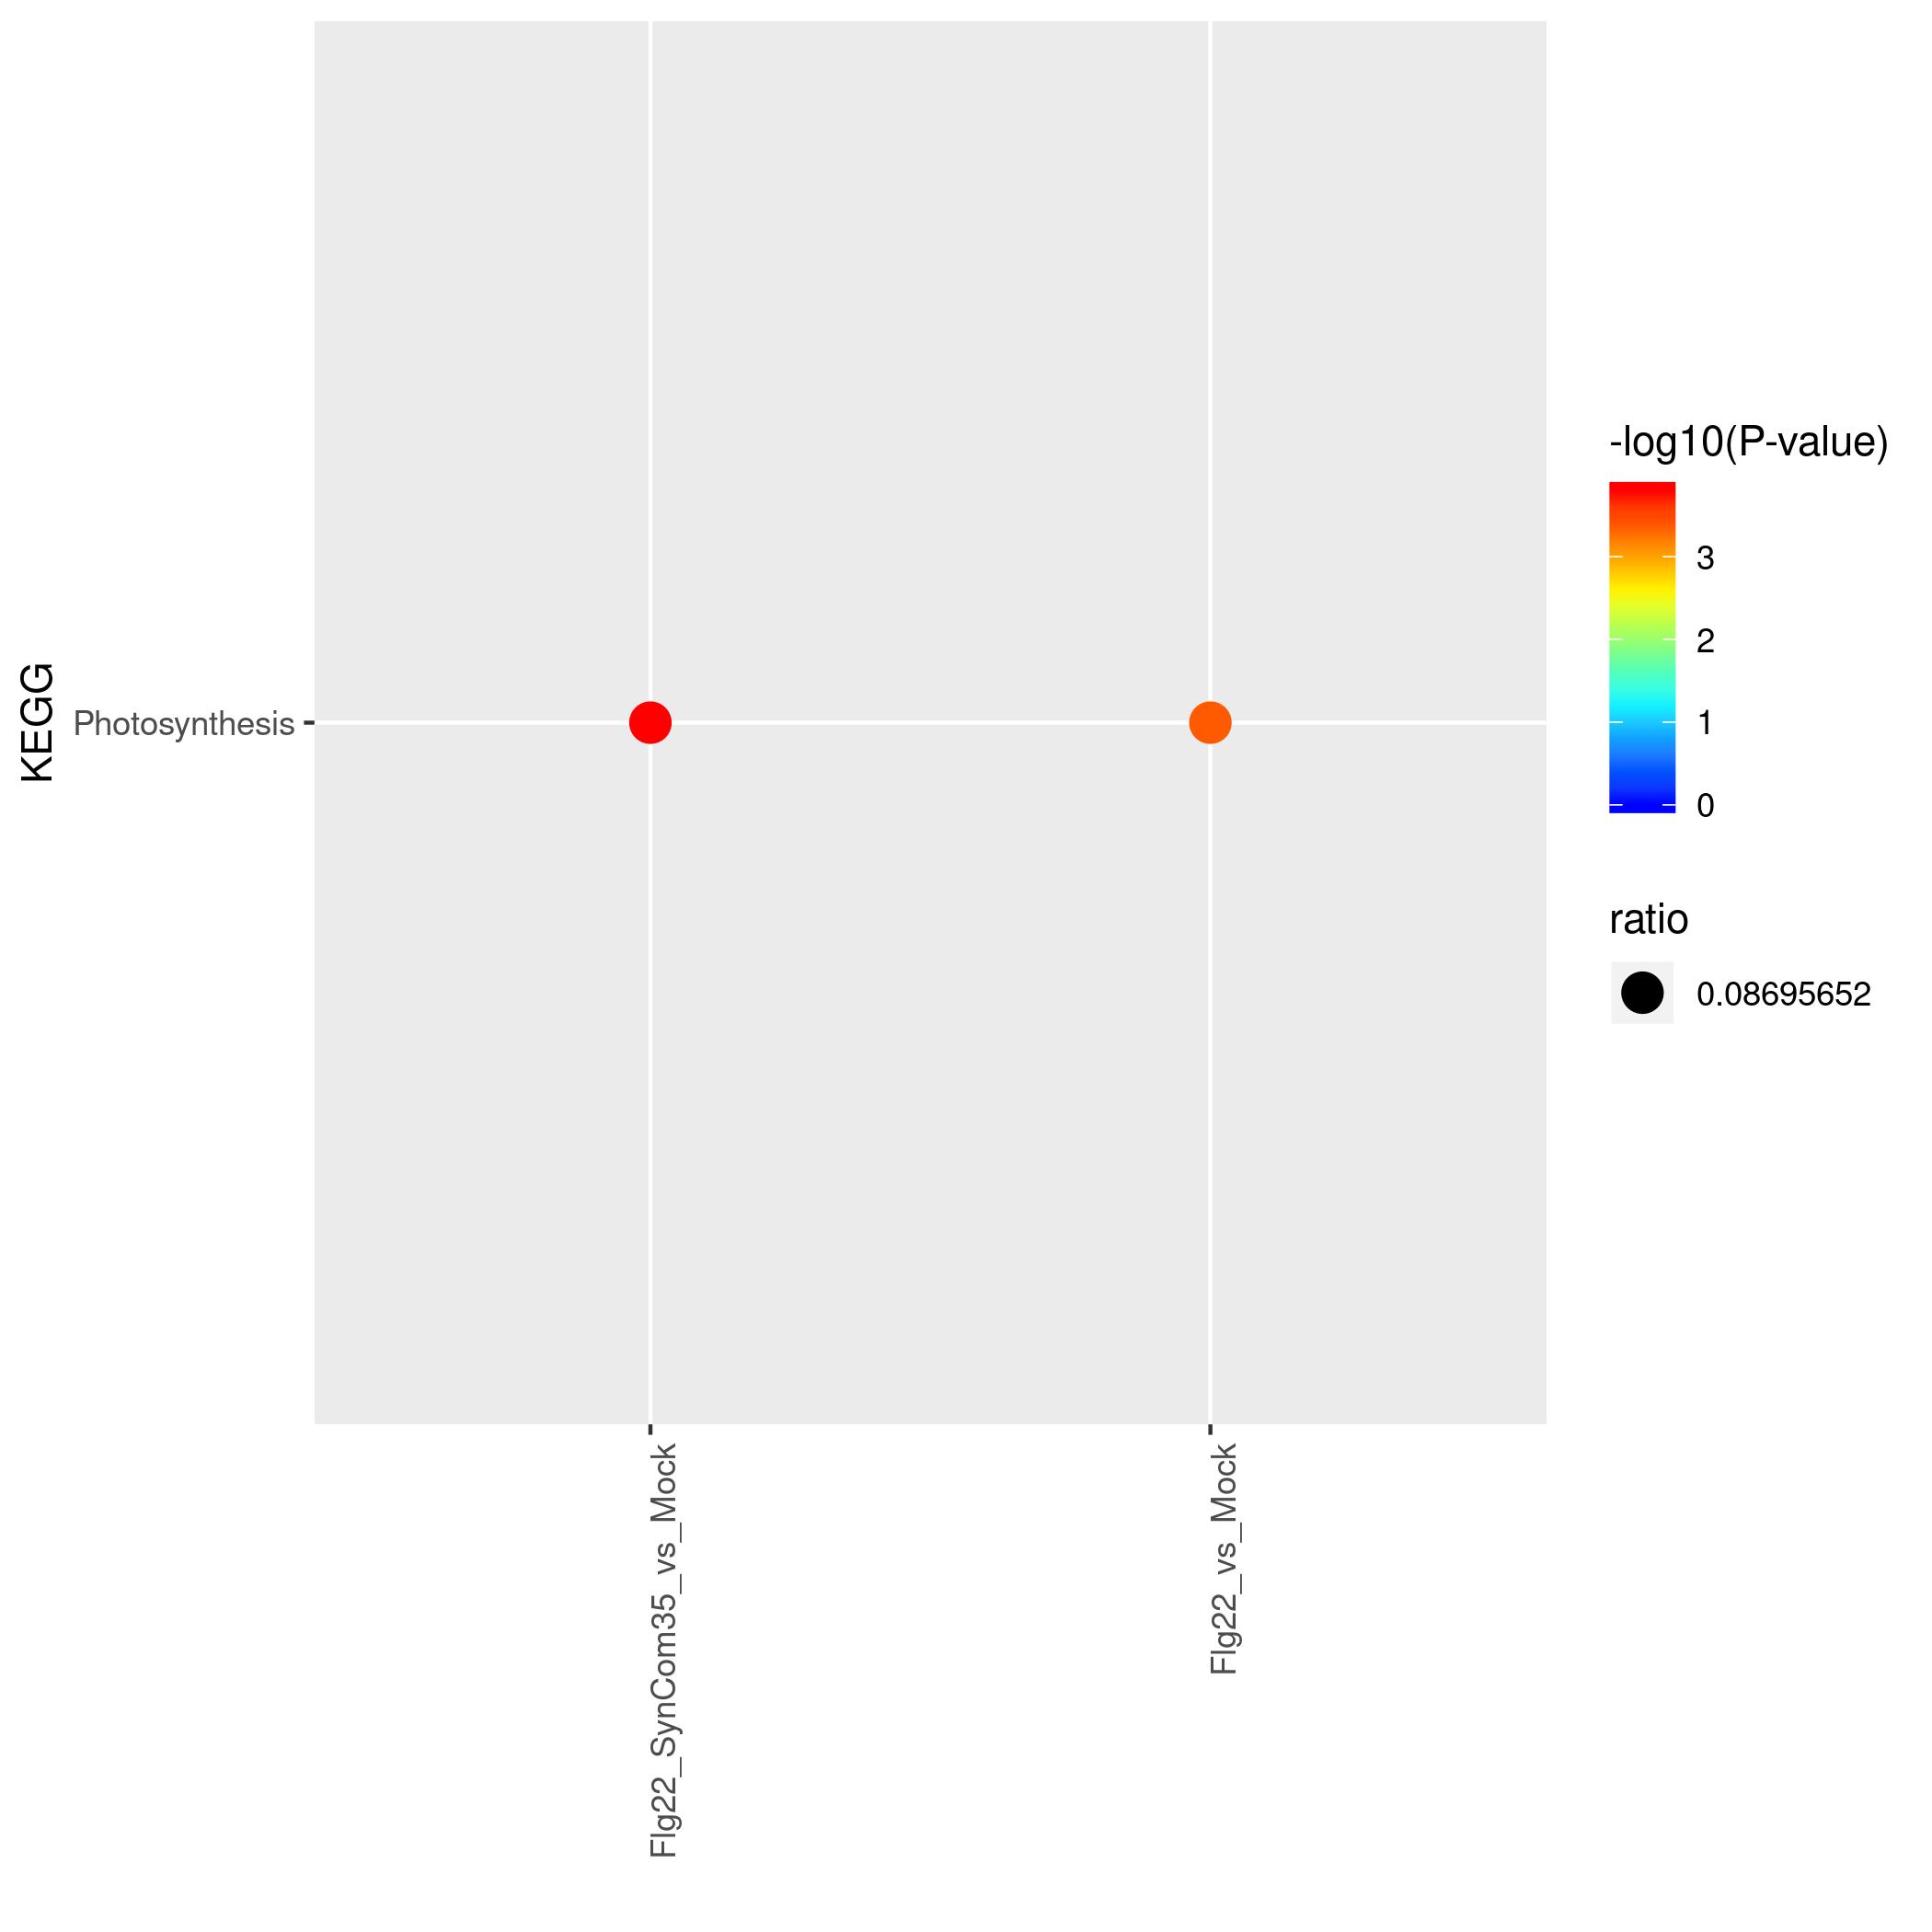 KEGG
Photosynthesis
Flg22_SynCom35_vs_Mock
Flg22_vs_Mock
-log10(P-value)
3
2
1
0
ratio
0.08695652